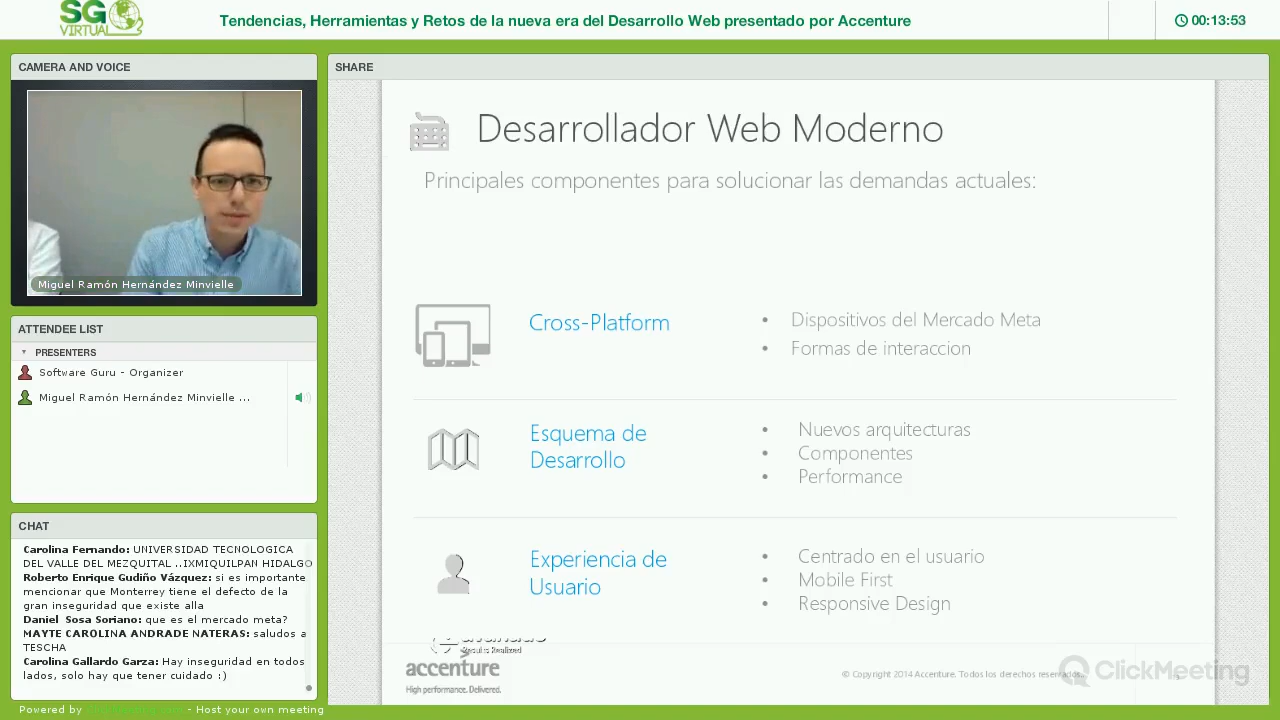 SG
VIRTUAL
Tendencias, Herramientas y Retos de la nueva era del Desarrollo Web presentado por Accenture
00:13:53
CAMERA AND VOICE
Miguel Ramón Hernández Minvielle
ATTENDEE LIST
PRESENTERS
Software Guru - Organizer
Miguel Ramón Hernández Minvielle ...
CHAT
Carolina Fernando: UNIVERSIDAD TECNOLOGICA
DEL VALLE DEL MEZQUITAL ..IXMIQUILPAN HIDALGO
Roberto Enrique Gudiño Vázquez: si es importante
mencionar que Monterrey tiene el defecto de la
gran inseguridad que existe alla
Daniel Sosa Soriano: que es el mercado meta?
MAYTE CAROLINA ANDRADE NATERAS: saludos a
TESCHA
Carolina Gallardo Garza: Hay inseguridad en todos
lados, solo hay que tener cuidado :)
Powered by - Host your own meeting
SHARE
Desarrollador Web Moderno
Principales componentes para solucionar las demandas actuales:
Cross-Platform
• Dispositivos del Mercado Meta
• Formas de interaccion
Esquema de
Desarrollo
• Nuevos arquitecturas
• Componentes
• Performance
Experiencia de
Usuario
• Centrado en el usuario
• Mobile First
• Responsive Design
Results Realized
accenture
High performance. Delivered.
© Copyright 2014 Accenture. Todos los derechos reservados.
ClickMeeting